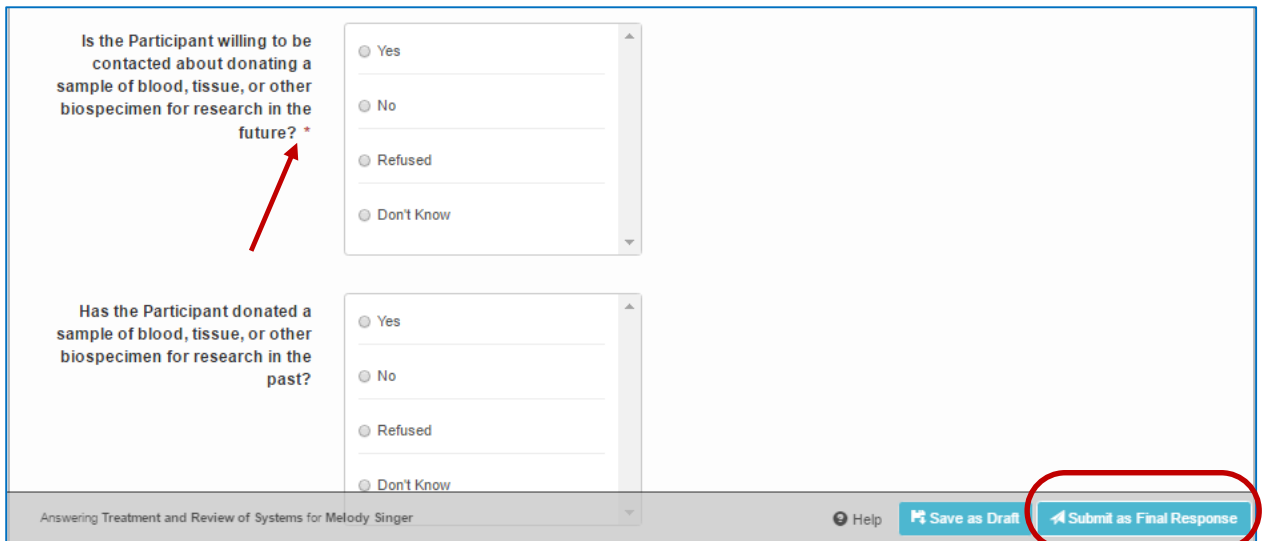 Is the Participant willing to be
contacted about donating a
sample of blood, tissue, or other
biospecimen for research in the
future? *
Yes
No
Refused
Don't Know
Has the Participant donated a
sample of blood, tissue, or other
biospecimen for research in the
past?
Yes
No
Refused
Don't Know
Answering Treatment and Review of Systems for Melody Singer
Help
Save as Draft
Submit as Final Response